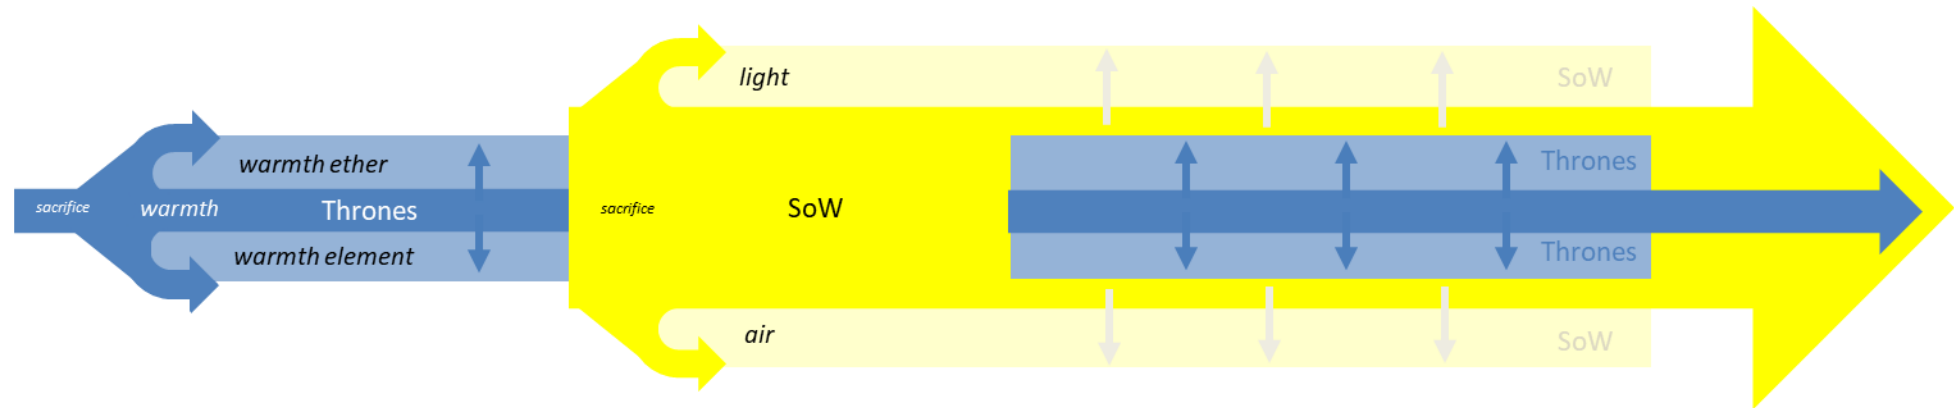 light
SoW
warmth ether
Thrones
sacrifice
warmth
Thrones
sacrifice
SoW
warmth element
Thrones
air
SoW